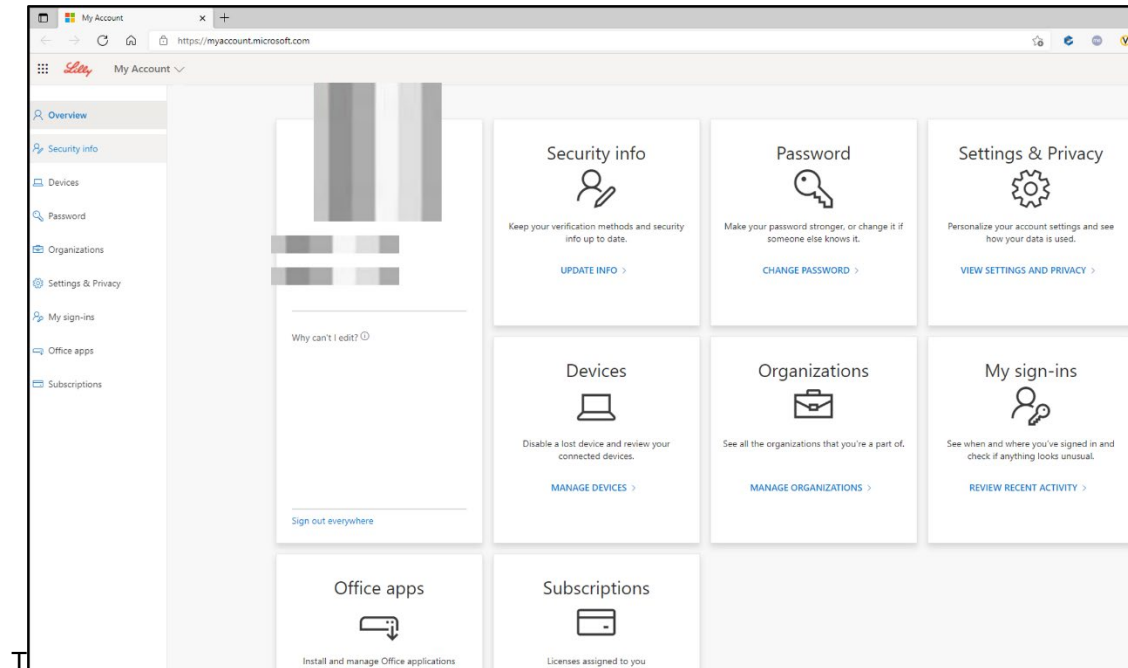 My Account
https://myaccount.microsoft.com
Lilly My Account
Overview
Security info
Devices
Password
Organizations
Settings & Privacy
My sign-ins
Office apps
Subscriptions
Why can't I edit?
Sign out everywhere
Security info
Keep your verification methods and security
info up to date.
UPDATE INFO
Password
Make your password stronger, or change it if
someone else knows it.
CHANGE PASSWORD
Settings & Privacy
Personalize your account settings and see
how your data is used.
VIEW SETTINGS AND PRIVACY
Devices
Disable a lost device and review your
connected devices.
MANAGE DEVICES
Organizations
See all the organizations that you're a part of.
MANAGE ORGANIZATIONS
My sign-ins
See when and where you've signed in and
check if anything looks unusual.
REVIEW RECENT ACTIVITY
Office apps
Install and manage Office applications
Subscriptions
Licenses assigned to you
T